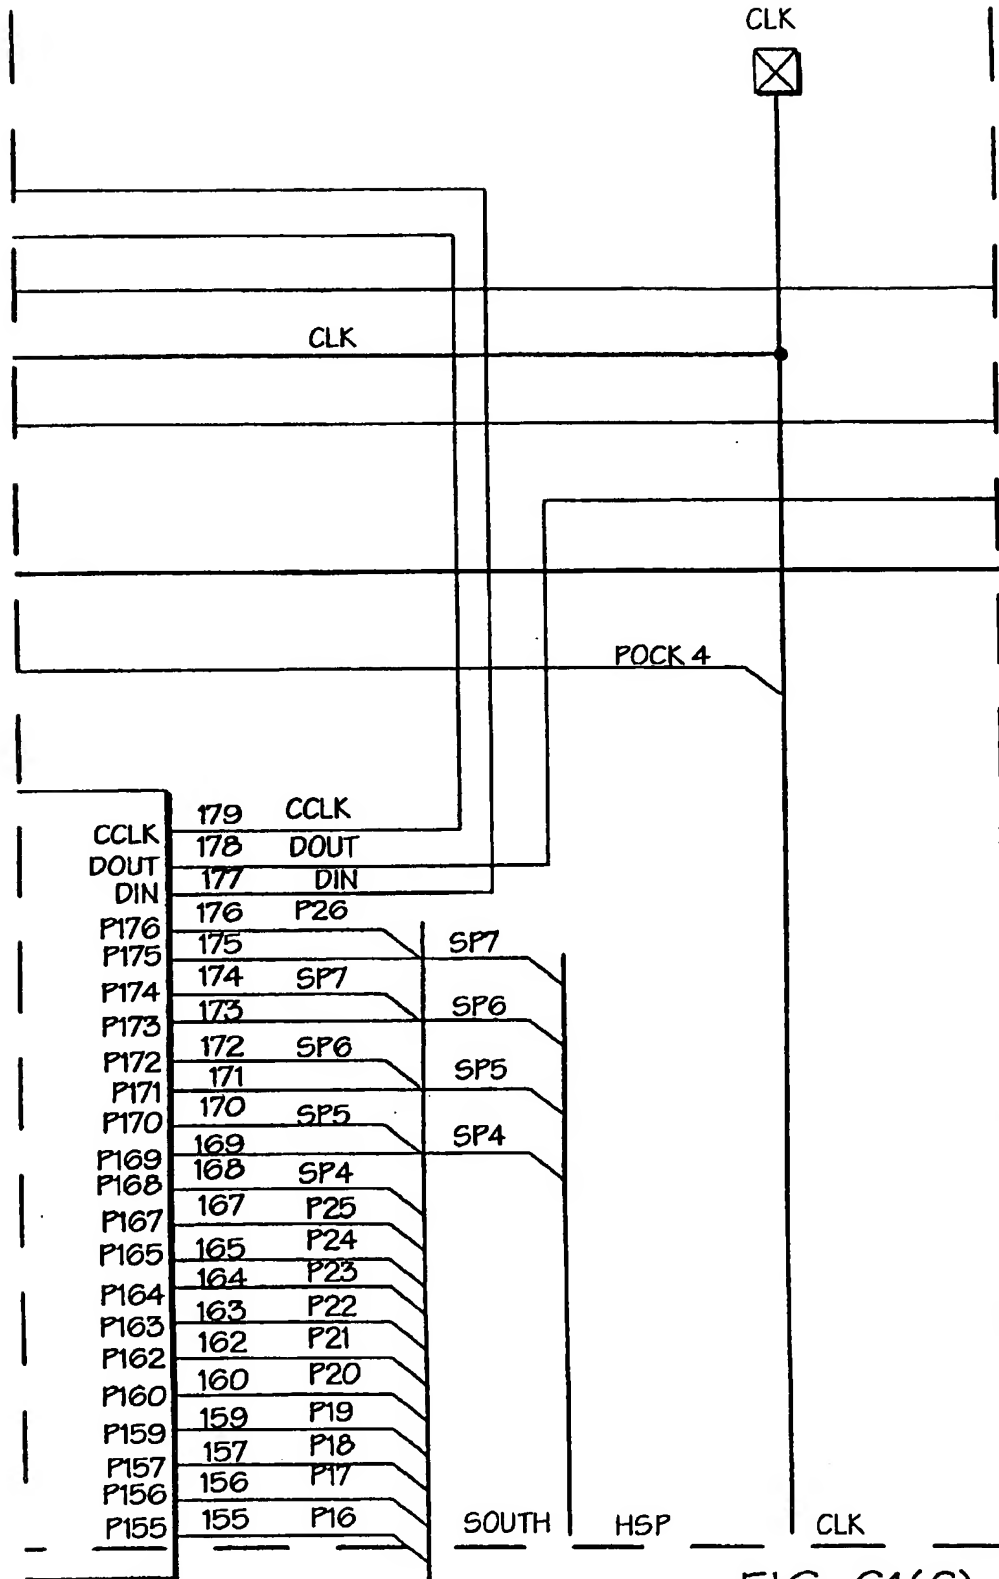 CLK
CLK
POCK 4
CCLK 179 CCLK
DOUT 178 DOUT
DIN 177 DIN
P176 176 P26
P175 175 SP7
P174 174 SP7
P173 173 SP6
P172 172 SP6
P171 171 SP5
P170 170 SP5
P169 169 SP4
P168 168 SP4
P167 167 P25
P165 165 P24
P164 164 P23
P163 163 P22
P162 162 P21
P160 160 P20
P159 159 P19
P157 157 P18
P156 156 P17
P155 155 P16
SOUTH HSP CLK